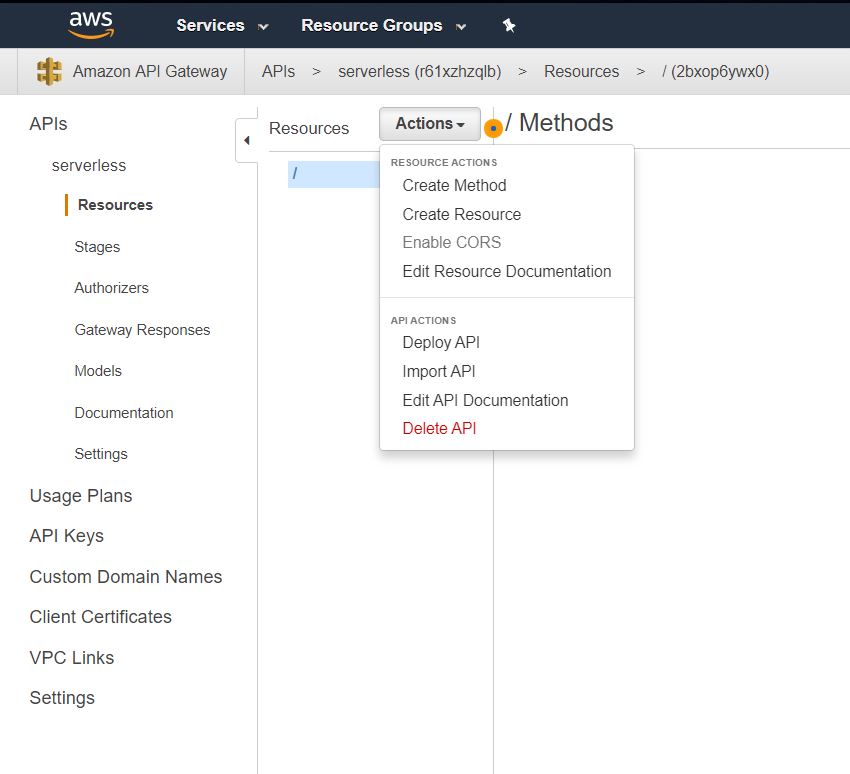 aws Services Resource Groups
Amazon API Gateway APIs > serverless (r61xzhzqlb) > Resources > / (2bxop6ywx0)
APIs
serverless
Resources
Stages
Authorizers
Gateway Responses
Models
Documentation
Settings
Usage Plans
API Keys
Custom Domain Names
Client Certificates
VPC Links
Settings
Resources
/
Actions
RESOURCE ACTIONS
Create Method
Create Resource
Enable CORS
Edit Resource Documentation
API ACTIONS
Deploy API
Import API
Edit API Documentation
Delete API
/ Methods